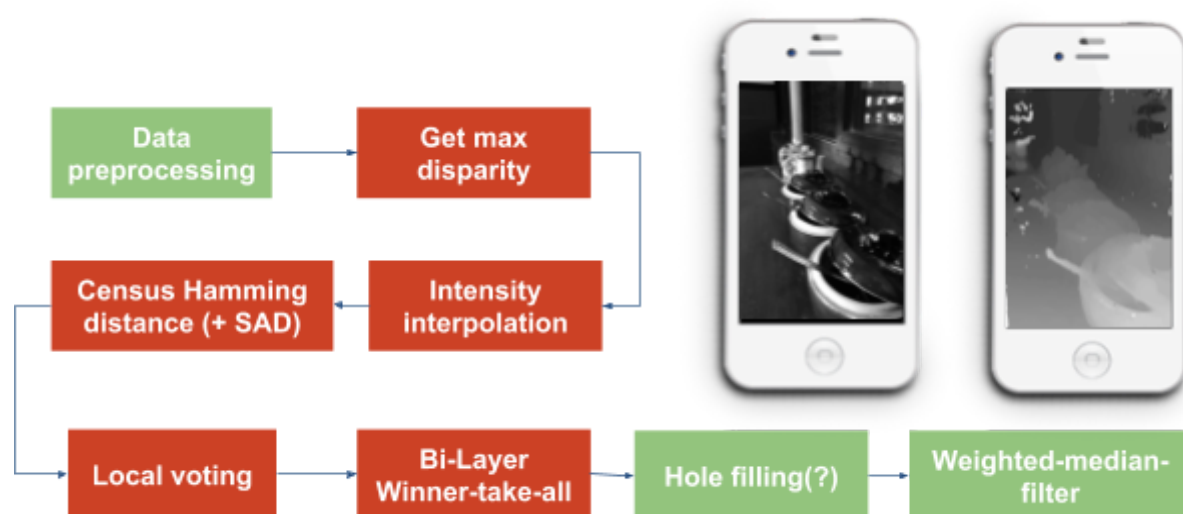 Data
preprocessing
Get max
disparity
Intensity
interpolation
Census Hamming
distance (+ SAD)
Local voting
Bi-Layer
Winner-take-all
Hole filling(?)
Weighted-median-
filter